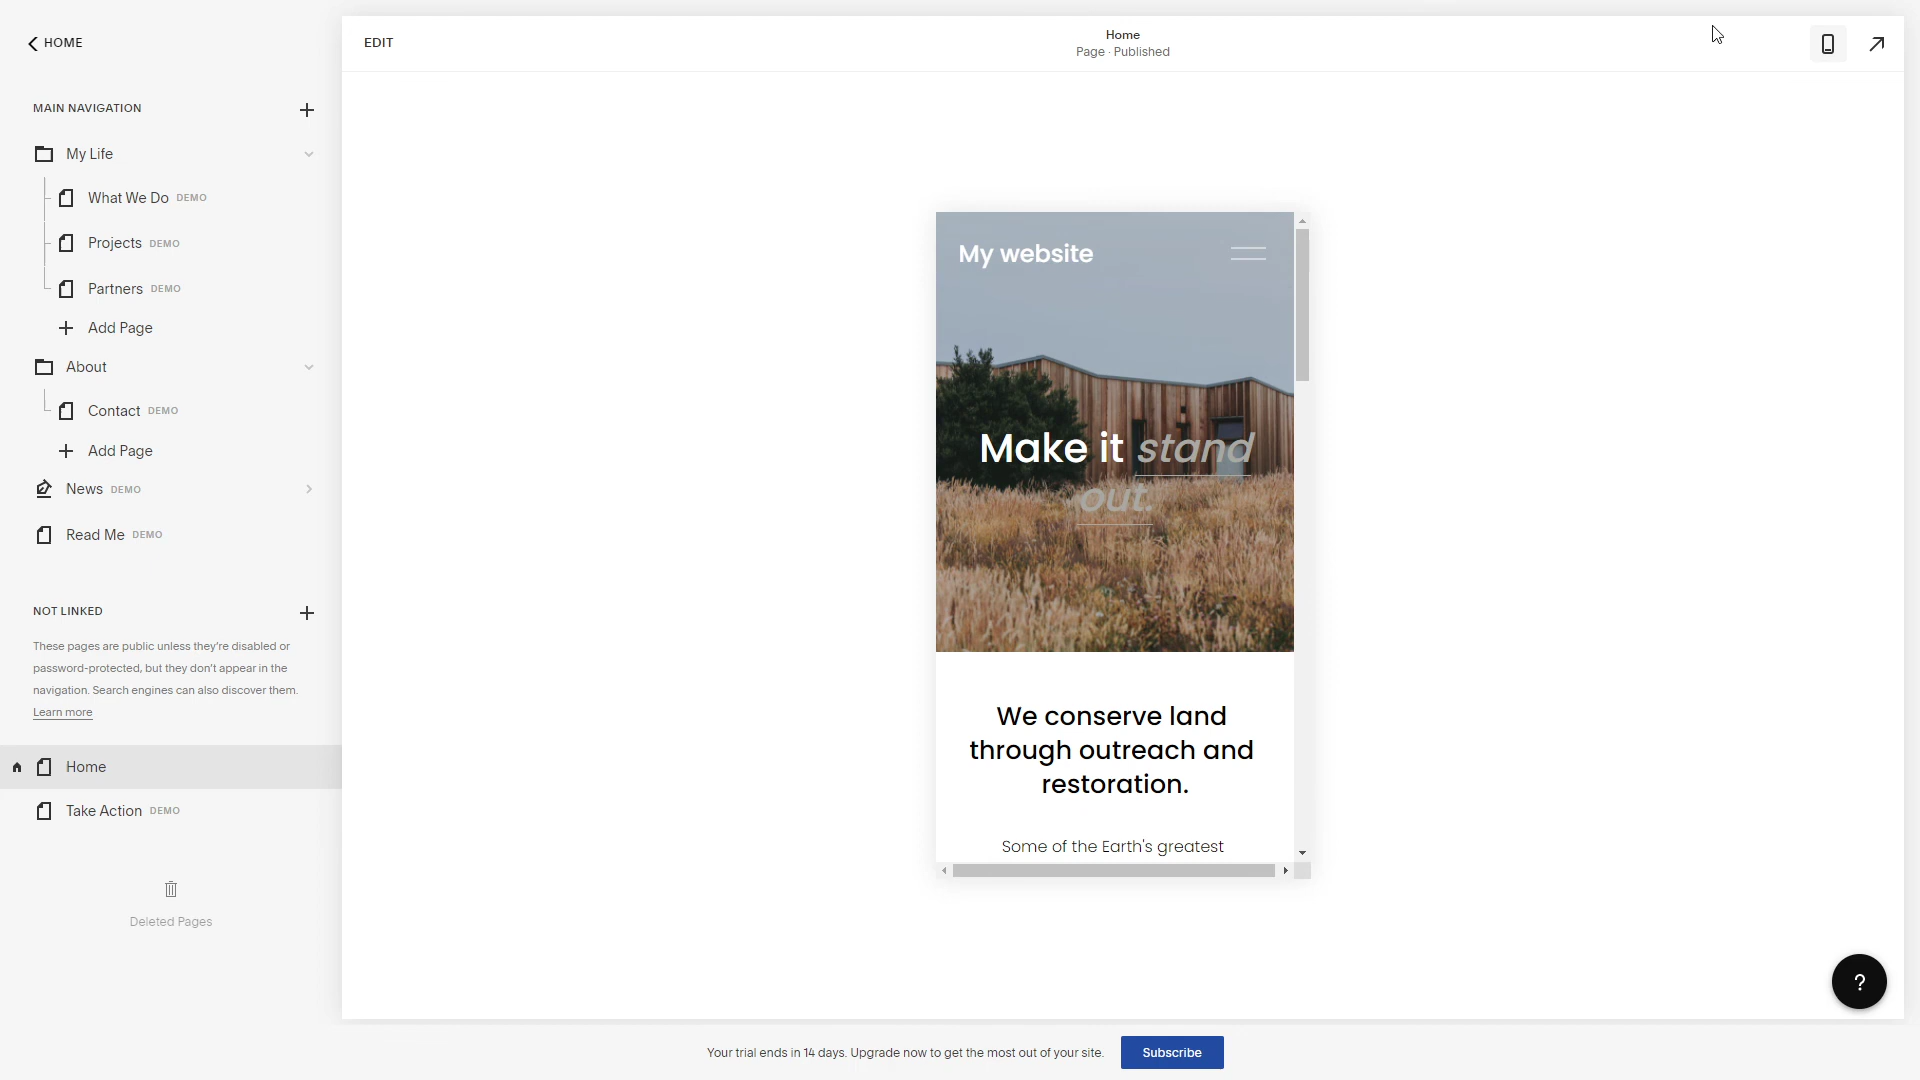 HOME
EDIT
Home
Page · Published
MAIN NAVIGATION
My Life
What We Do DEMO
Projects DEMO
Partners DEMO
Add Page
About
Contact DEMO
Add Page
News DEMO
Read Me DEMO
NOT LINKED
These pages are public unless they're disabled or
password-protected, but they don't appear in the
navigation. Search engines can also discover them.
Learn more
Home
Take Action DEMO
Deleted Pages
My website
Make it stand
out.
We conserve land
through outreach and
restoration.
Some of the Earth's greatest
?
Your trial ends in 14 days. Upgrade now to get the most out of your site.
Subscribe